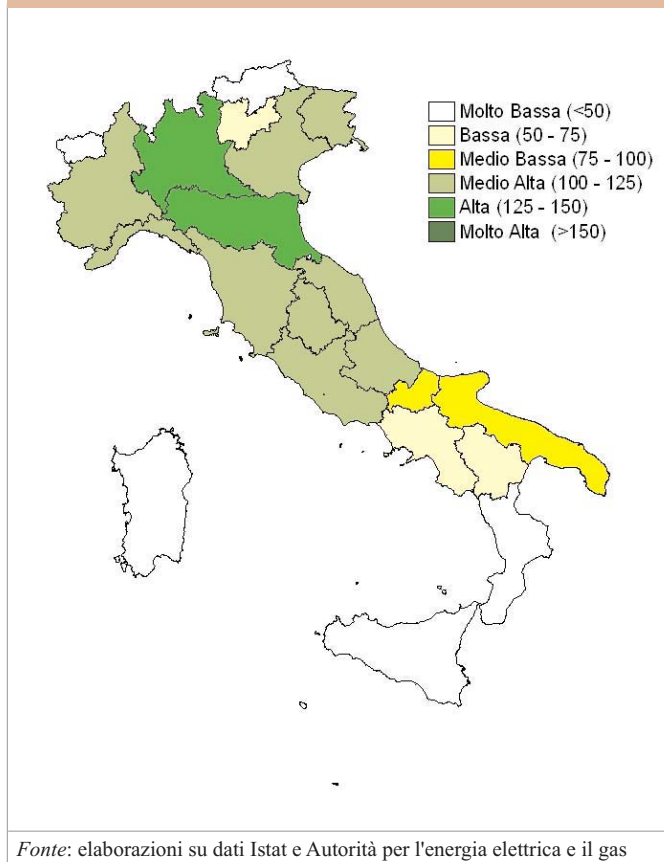 Molto Bassa (<50)
Bassa (50 - 75)
Medio Bassa (75 - 100)
Medio Alta (100 - 125)
Alta (125 - 150)
Molto Alta (>150)
Fonte: elaborazioni su dati Istat e Autorità per l'energia elettrica e il gas